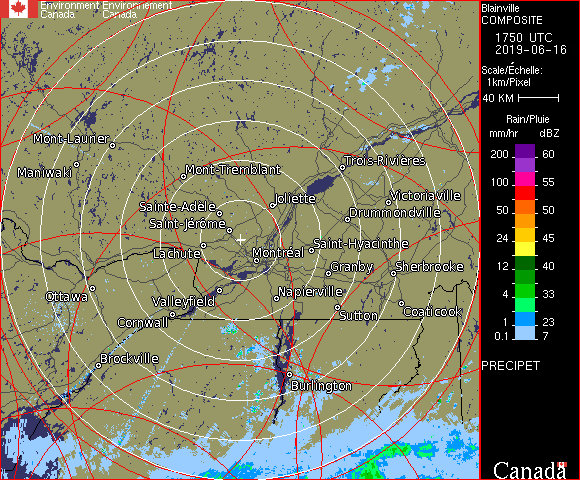 Environment Environnement
Canada Canada
Blainville
COMPOSITE
1750 UTC
2019-06-16
Scale/Échelle:
1km/Pixel
40 KM
Rain/Pluie
mm/hr dBZ
200 60
100 55
50 50
24 45
12 40
4 33
1 23
0.1 7
PRECIPET
Canada
Mont-Laurier
Maniwaki
Mont-Tremblant
Trois-Rivières
Joliette
Victoriaville
Sainte-Adèle
Drummondville
Saint-Jérôme
Saint-Hyacinthe
Lachute
Montréal
Granby
Sherbrooke
Ottawa
Valleyfield
Napierville
Cornwall
Sutton
Coaticook
Brockville
Burlington